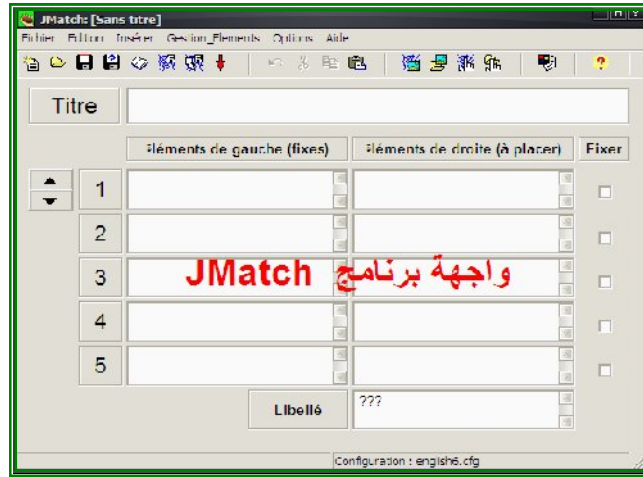 JMatch: [Sans titre]
Fichier Edition Insérer Gestion_Elements Options Aide
Titre
Eléments de gauche (fixes) Eléments de droite (à placer) Fixer
1
2
3
واجهة برنامج JMatch
4
5
Libellé ???
Configuration : english6.cfg